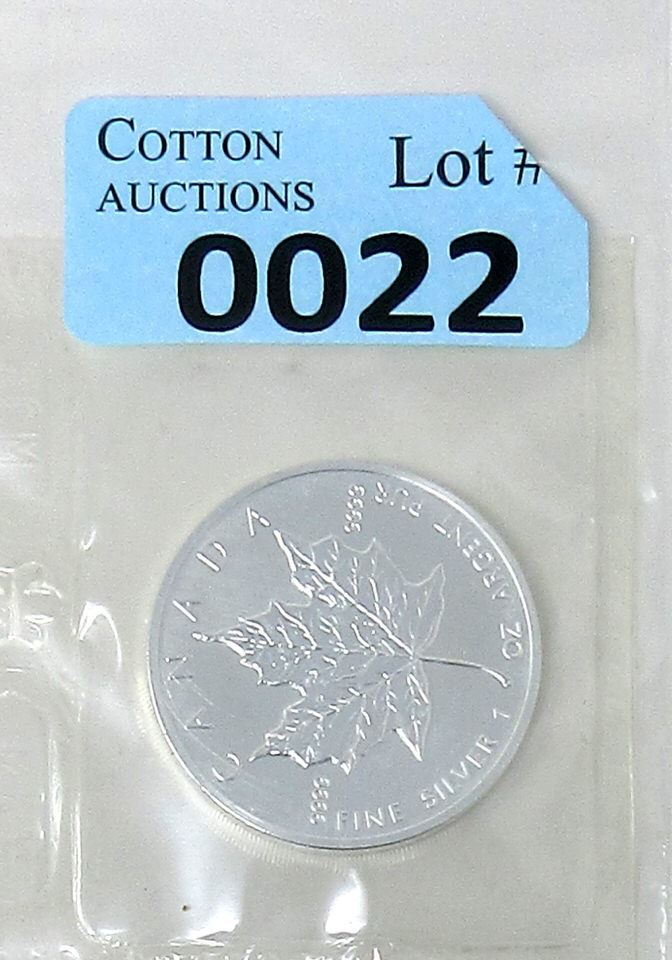 COTTON
AUCTIONS
Lot #
0022
CANADA
9999
FINE SILVER 1 OZ ARGENT PUR
9999